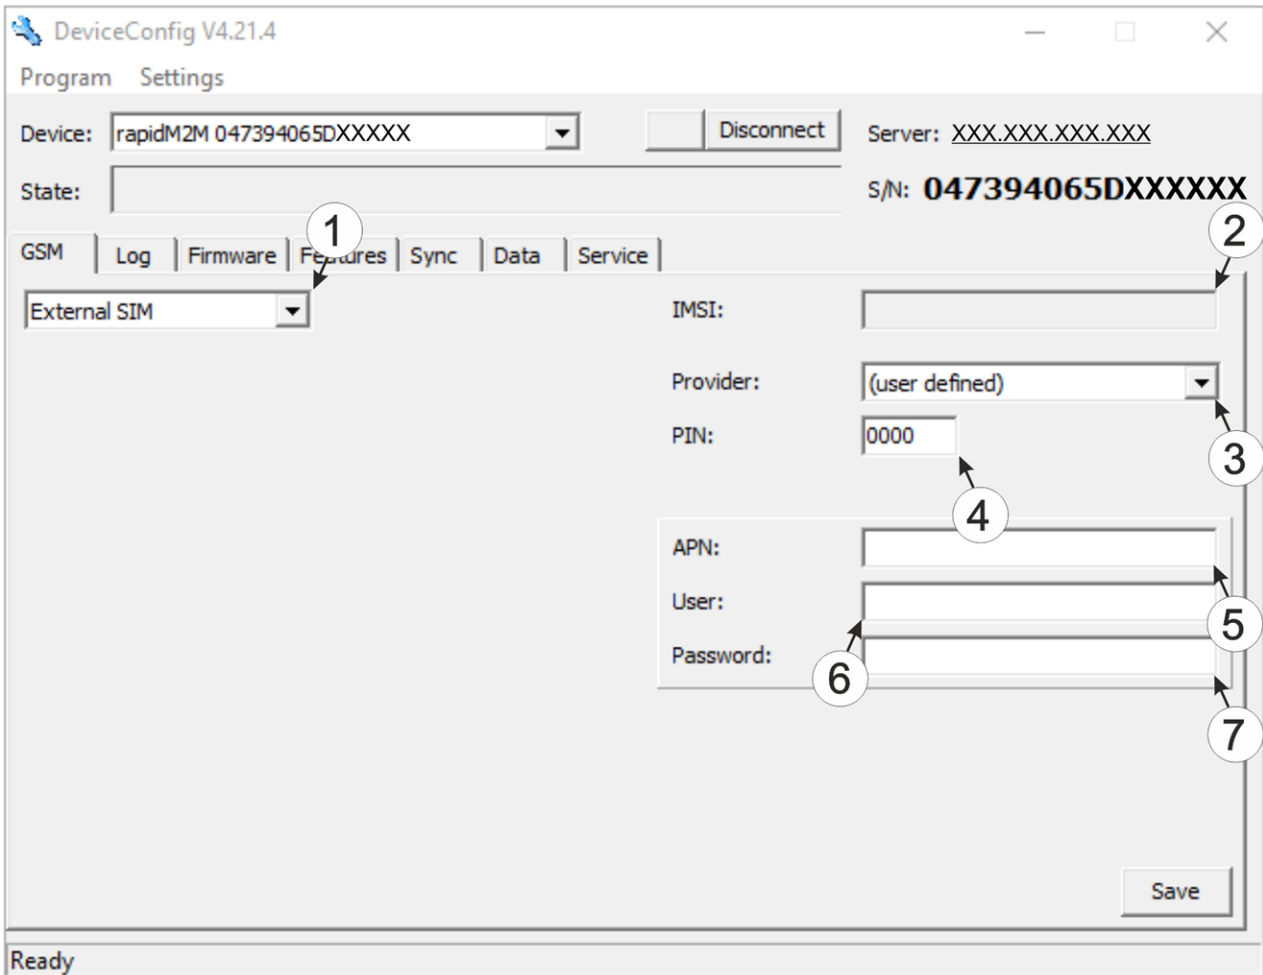 DeviceConfig V4.21.4
Program Settings
Device: rapidM2M 047394065DXXXXX Disconnect Server: XXX.XXX.XXX.XXX
State: S/N: 047394065DXXXXXX
1 2
GSM Log Firmware Features Sync Data Service
External SIM IMSI:
Provider: (user defined)
PIN: 0000
3
4
APN:
User: 5
Password: 6
7
Save
Ready